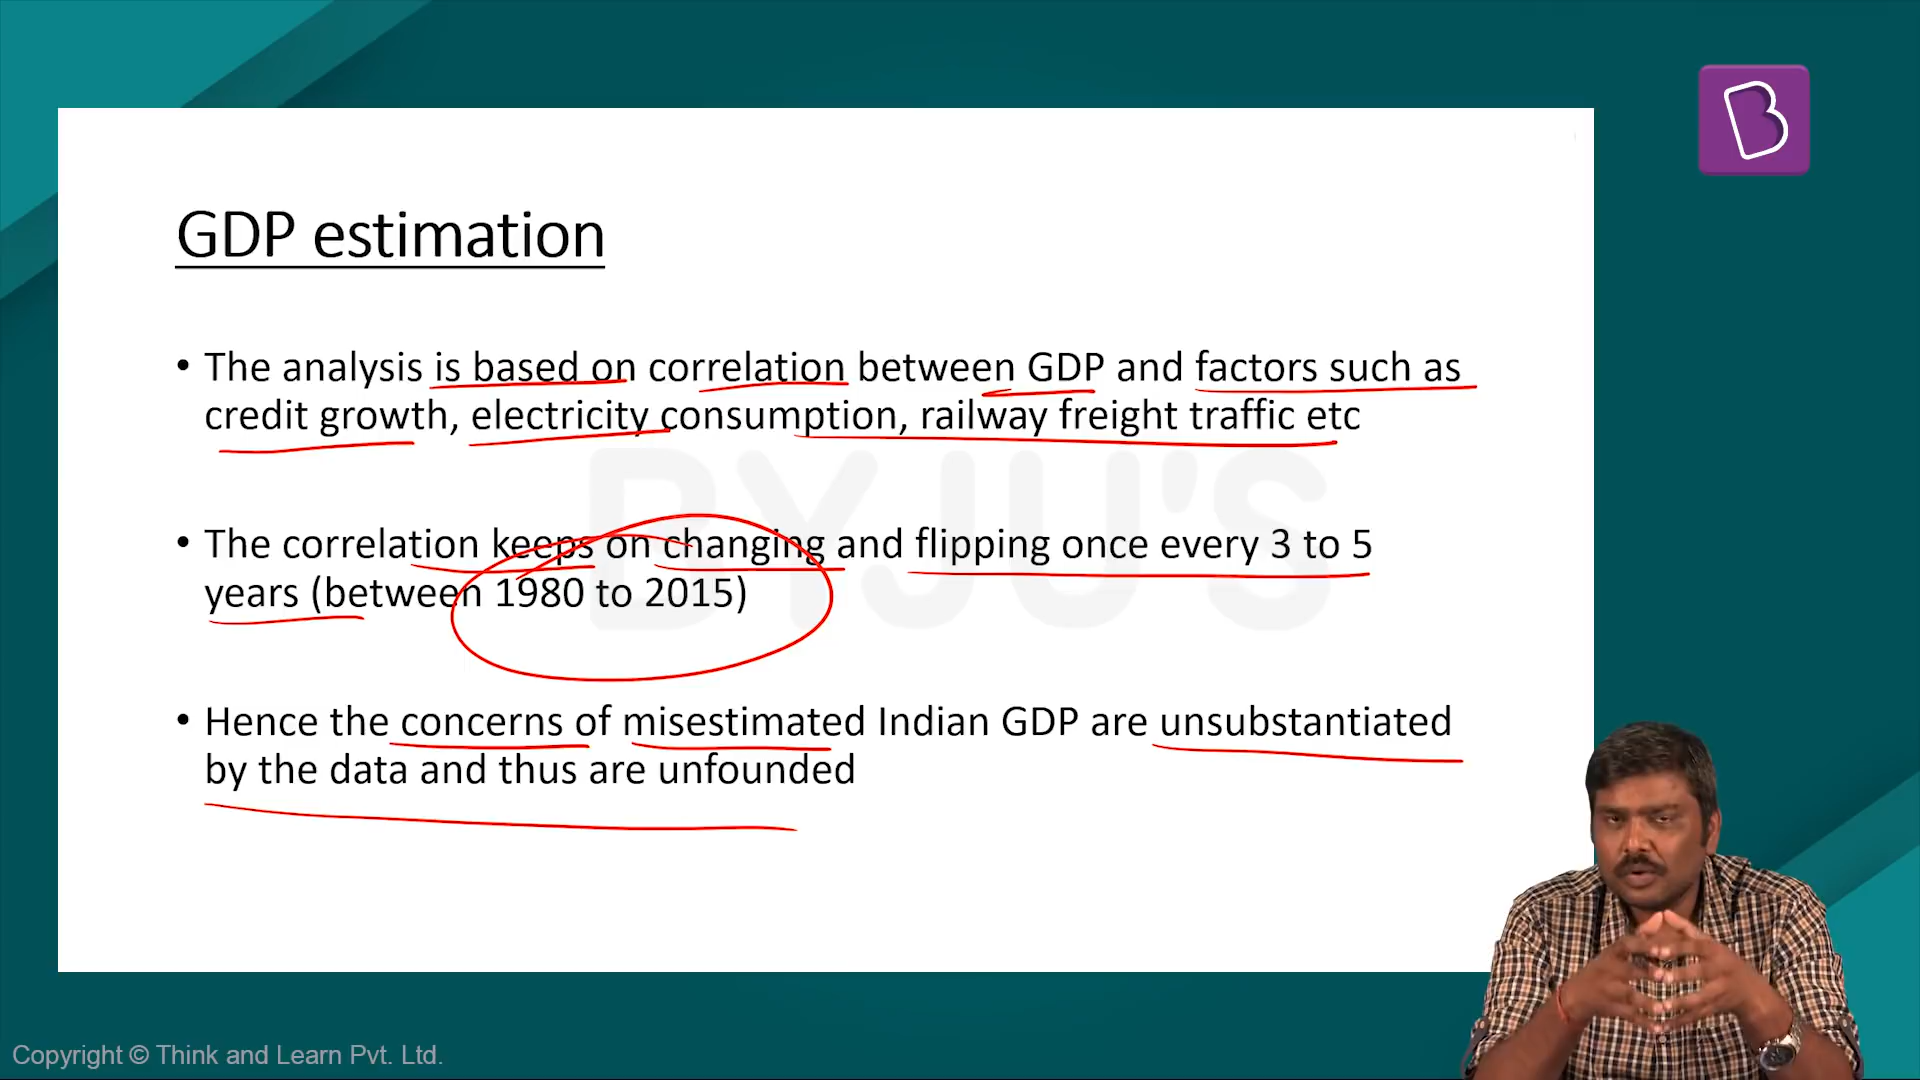 GDP estimation
• The analysis is based on correlation between GDP and factors such as
credit growth, electricity consumption, railway freight traffic etc
• The correlation keeps on changing and flipping once every 3 to 5
years (between 1980 to 2015)
• Hence the concerns of misestimated Indian GDP are unsubstantiated
by the data and thus are unfounded
BYJU'S
B
Copyright © Think and Learn Pvt. Ltd.